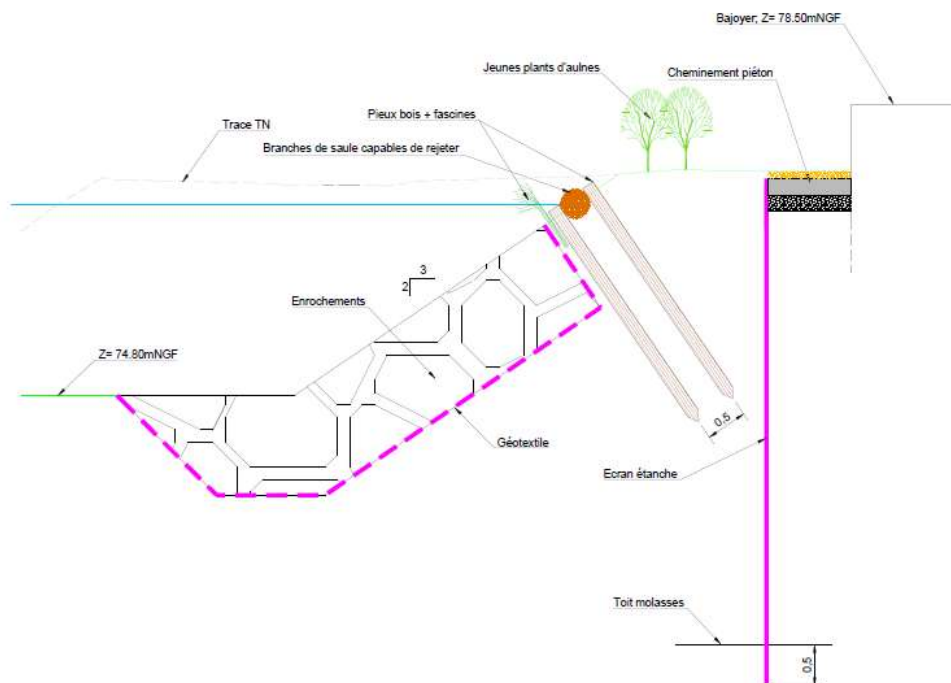 Bajoyer; Z= 78.50mNGF
Jeunes plants d'aulnes
Cheminement piéton
Pieux bois + fascines
Trace TN
Branches de saule capables de rejeter
3
2
Enrochements
Z= 74.80mNGF
0,5
Géotextile
Ecran étanche
Toit molasses
0,5